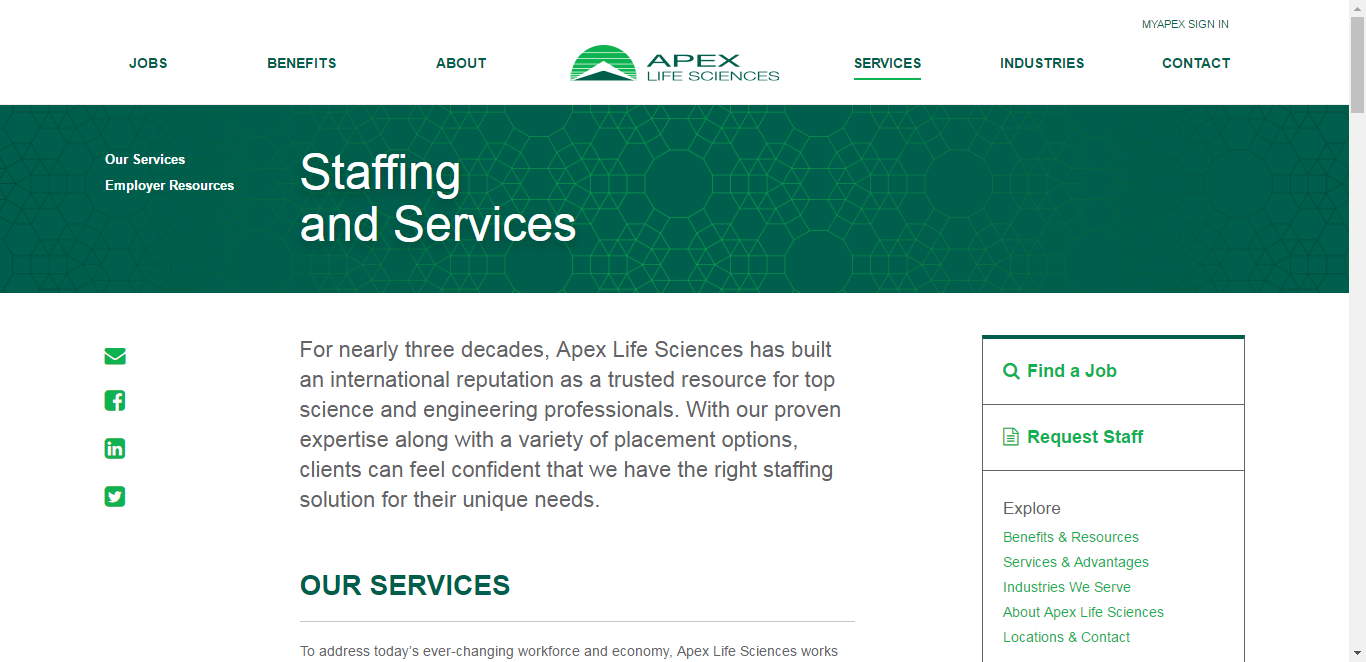 MYAPEX SIGN IN
JOBS
BENEFITS
ABOUT
APEX
LIFE SCIENCES
SERVICES
INDUSTRIES
CONTACT
Our Services
Employer Resources
Staffing
and Services
For nearly three decades, Apex Life Sciences has built
an international reputation as a trusted resource for top
science and engineering professionals. With our proven
expertise along with a variety of placement options,
clients can feel confident that we have the right staffing
solution for their unique needs.
OUR SERVICES
To address today's ever-changing workforce and economy, Apex Life Sciences works
Find a Job
Request Staff
Explore
Benefits & Resources
Services & Advantages
Industries We Serve
About Apex Life Sciences
Locations & Contact